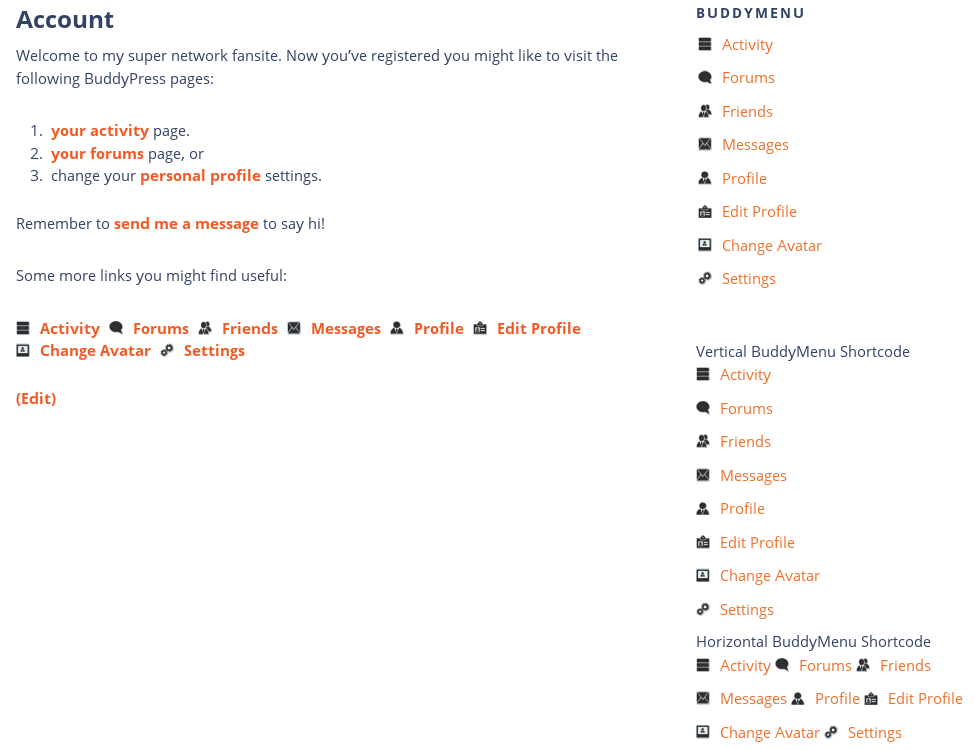 Account
Welcome to my super network fansite. Now you’ve registered you might like to visit the
following BuddyPress pages:
1. your activity page.
2. your forums page, or
3. change your personal profile settings.
Remember to send me a message to say hi!
Some more links you might find useful:
Activity Forums Friends Messages Profile Edit Profile
Change Avatar Settings
(Edit)
BUDDYMENU
Activity
Forums
Friends
Messages
Profile
Edit Profile
Change Avatar
Settings
Vertical BuddyMenu Shortcode
Activity
Forums
Friends
Messages
Profile
Edit Profile
Change Avatar
Settings
Horizontal BuddyMenu Shortcode
Activity Forums Friends
Messages Profile Edit Profile
Change Avatar Settings